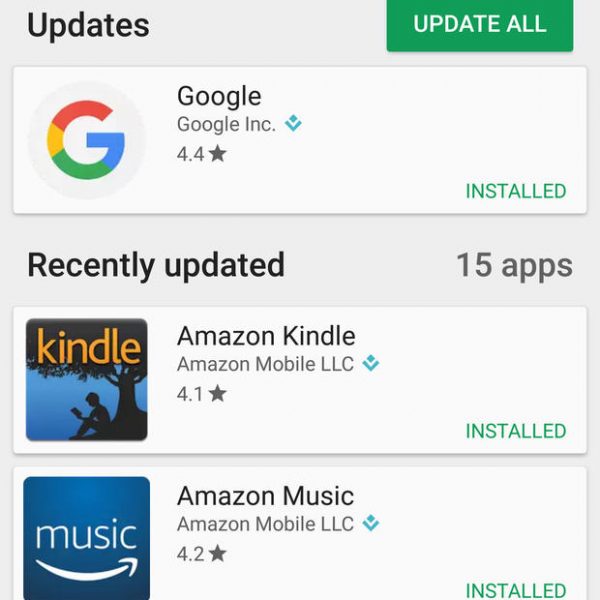 Updates
UPDATE ALL
Google
Google Inc.
4.4
INSTALLED
Recently updated
15 apps
kindle
Amazon Kindle
Amazon Mobile LLC
4.1
INSTALLED
music
Amazon Music
Amazon Mobile LLC
4.2
INSTALLED